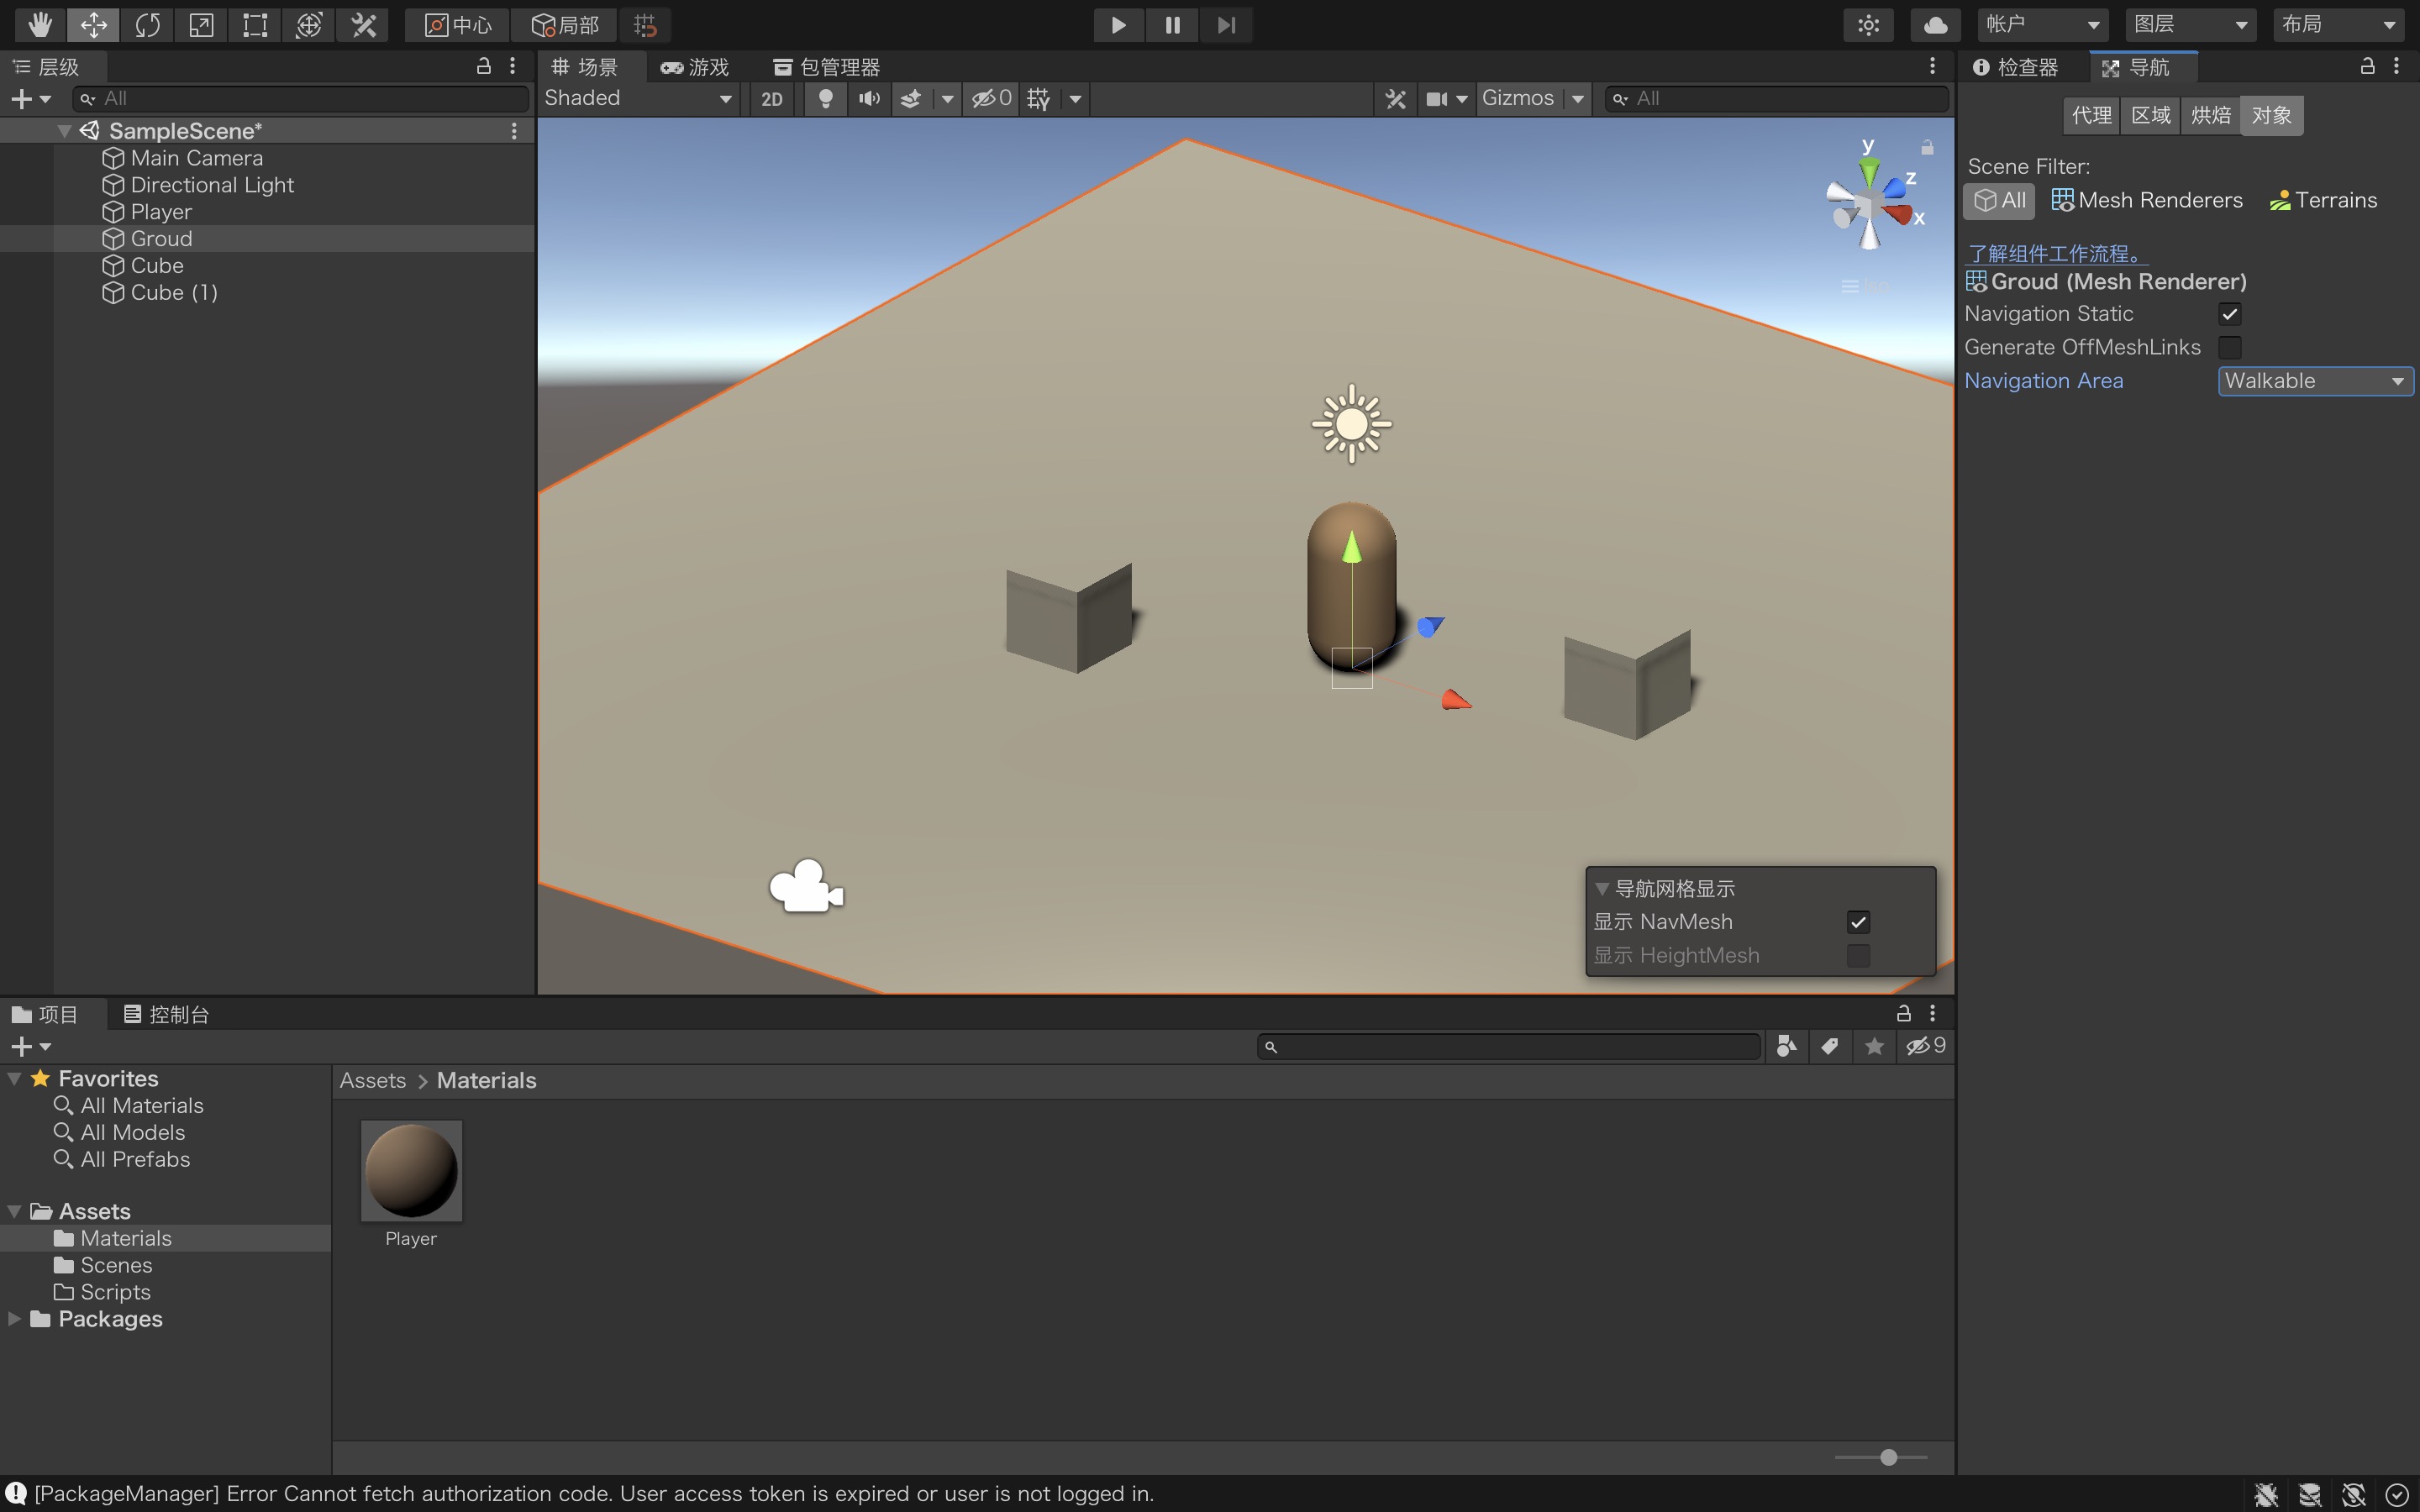 中心
局部
帐户
图层
布局
层级
All
SampleScene*
Main Camera
Directional Light
Player
Groud
Cube
Cube (1)
场景
游戏
包管理器
Shaded
2D
0
Gizmos
All
y
z
x
导航网格显示
显示 NavMesh
显示 HeightMesh
检查器
导航
代理
区域
烘焙
对象
Scene Filter:
All
Mesh Renderers
Terrains
了解组件工作流程。
Groud (Mesh Renderer)
Navigation Static
Generate OffMeshLinks
Navigation Area
Walkable
项目
控制台
9
Favorites
All Materials
All Models
All Prefabs
Assets
Materials
Scenes
Scripts
Packages
Assets > Materials
Player
[PackageManager] Error Cannot fetch authorization code. User access token is expired or user is not logged in.